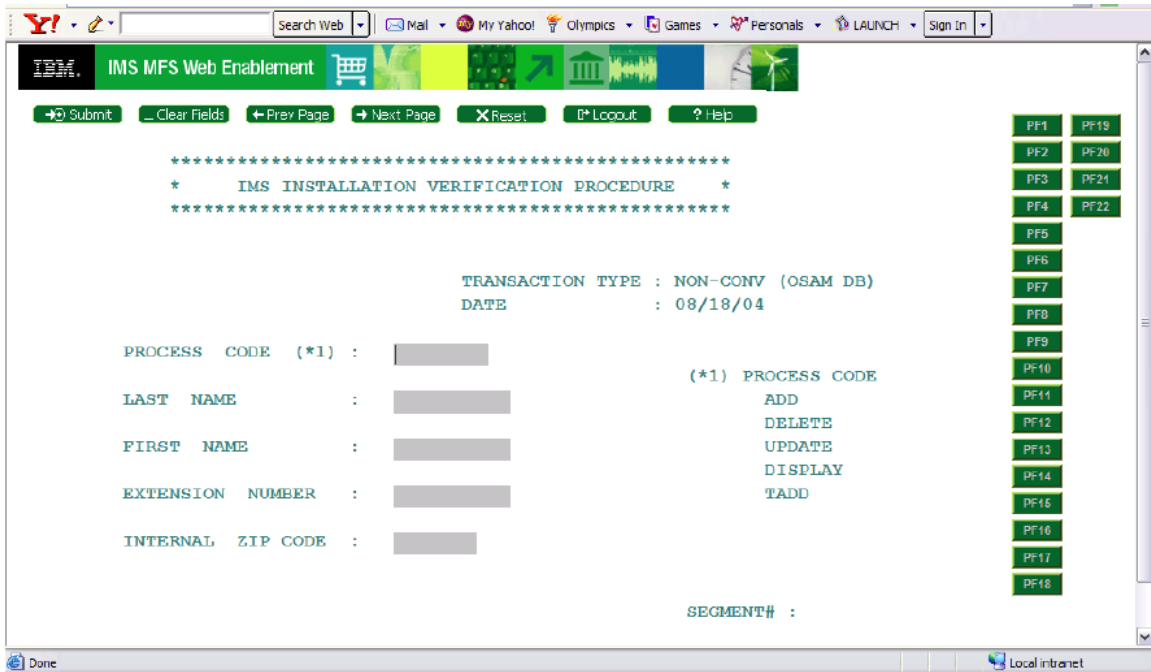 Y! Search Web Mail My Yahoo! Olympics Games Personals LAUNCH Sign In
IBM. IMS MFS Web Enablement
Submit Clear Fields Prev Page Next Page Reset Logout ? Help
PF1 PF19
PF2 PF20
**************************************************
PF3 PF21
* IMS INSTALLATION VERIFICATION PROCEDURE *
PF4 PF22
**************************************************
PF5
PF6
TRANSACTION TYPE : NON-CONV (OSAM DB)
PF7
DATE : 08/18/04
PF8
PF9
PROCESS CODE (*1) :
PF10
(*1) PROCESS CODE
PF11
LAST NAME : ADD
PF12
DELETE
PF13
FIRST NAME : UPDATE
PF14
DISPLAY
PF15
EXTENSION NUMBER : TADD
PF16
INTERNAL ZIP CODE :
PF17
PF18
SEGMENT# :
Done Local intranet